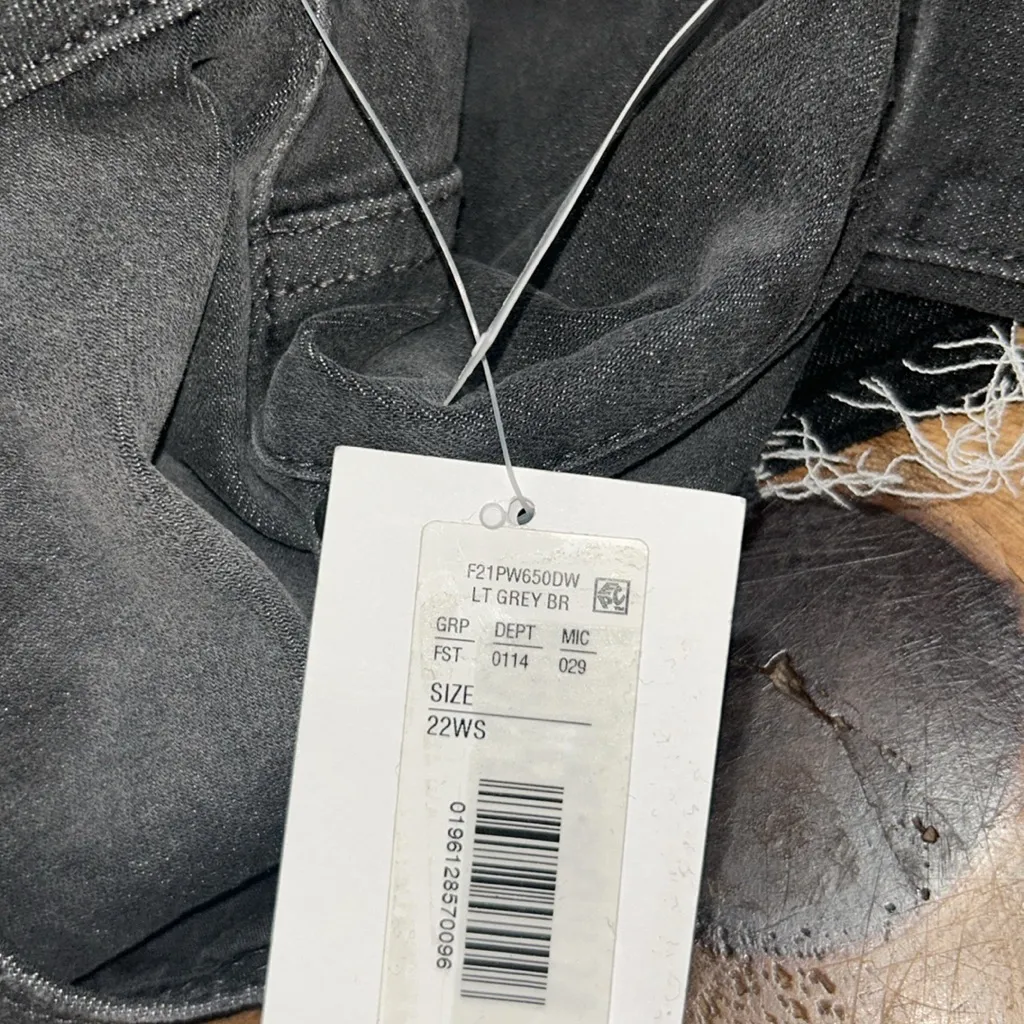 F21PW650DW
LT GREY BR
GRP DEPT MIC
FST 0114 029
SIZE
22WS
0196128570096